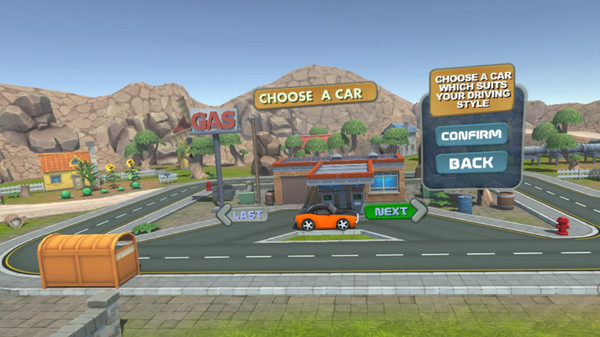 CHOOSE A CAR
GAS
CHOOSE A CAR
WHICH SUITS
YOUR DRIVING
STYLE
CONFIRM
BACK
LAST
NEXT